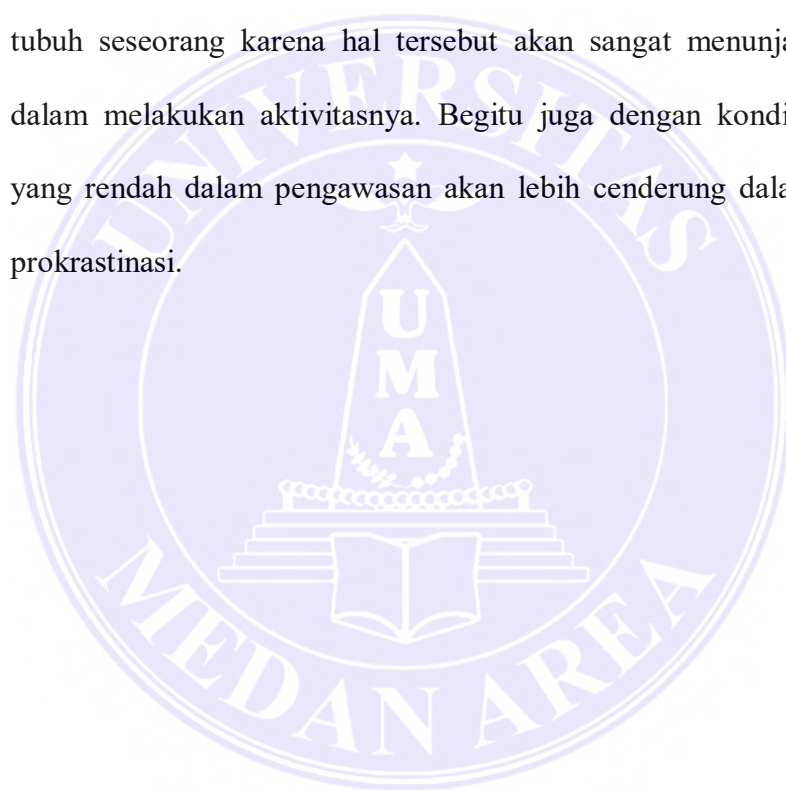 tubuh seseorang karena hal tersebut akan sangat menunja
dalam melakukan aktivitasnya. Begitu juga dengan kondi
yang rendah dalam pengawasan akan lebih cenderung dala
prokrastinasi.
UNIVERSITAS
U
M
A
MEDAN AREA